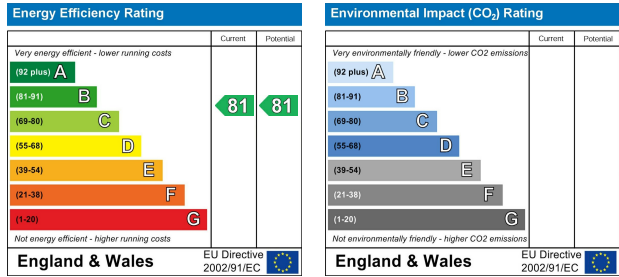 Energy Efficiency Rating
Current Potential
Very energy efficient - lower running costs
(92 plus) A
(81-91) B
81 81
(69-80) C
(55-68) D
(39-54) E
(21-38) F
(1-20) G
Not energy efficient - higher running costs
England & Wales
EU Directive
2002/91/EC
Environmental Impact (CO₂) Rating
Current Potential
Very environmentally friendly - lower CO2 emissions
(92 plus) A
(81-91) B
(69-80) C
(55-68) D
(39-54) E
(21-38) F
(1-20) G
Not environmentally friendly - higher CO2 emissions
England & Wales
EU Directive
2002/91/EC